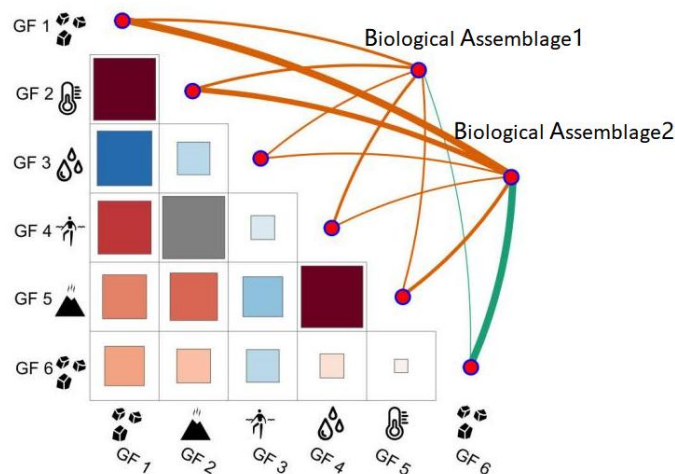 GF 1
Biological Assemblage1
GF 2
Biological Assemblage2
GF 3
GF 4
GF 5
GF 6
GF 1
GF 2
GF 3
GF 4
GF 5
GF 6